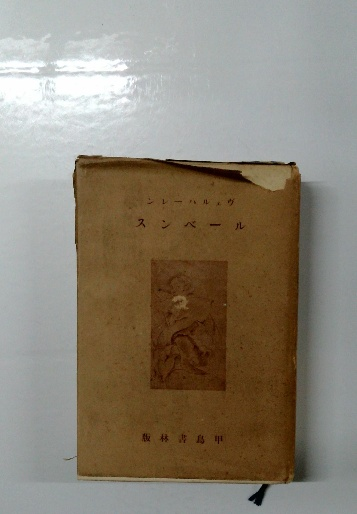 ヴェルハーレン
ルーベンス
甲鳥書林版